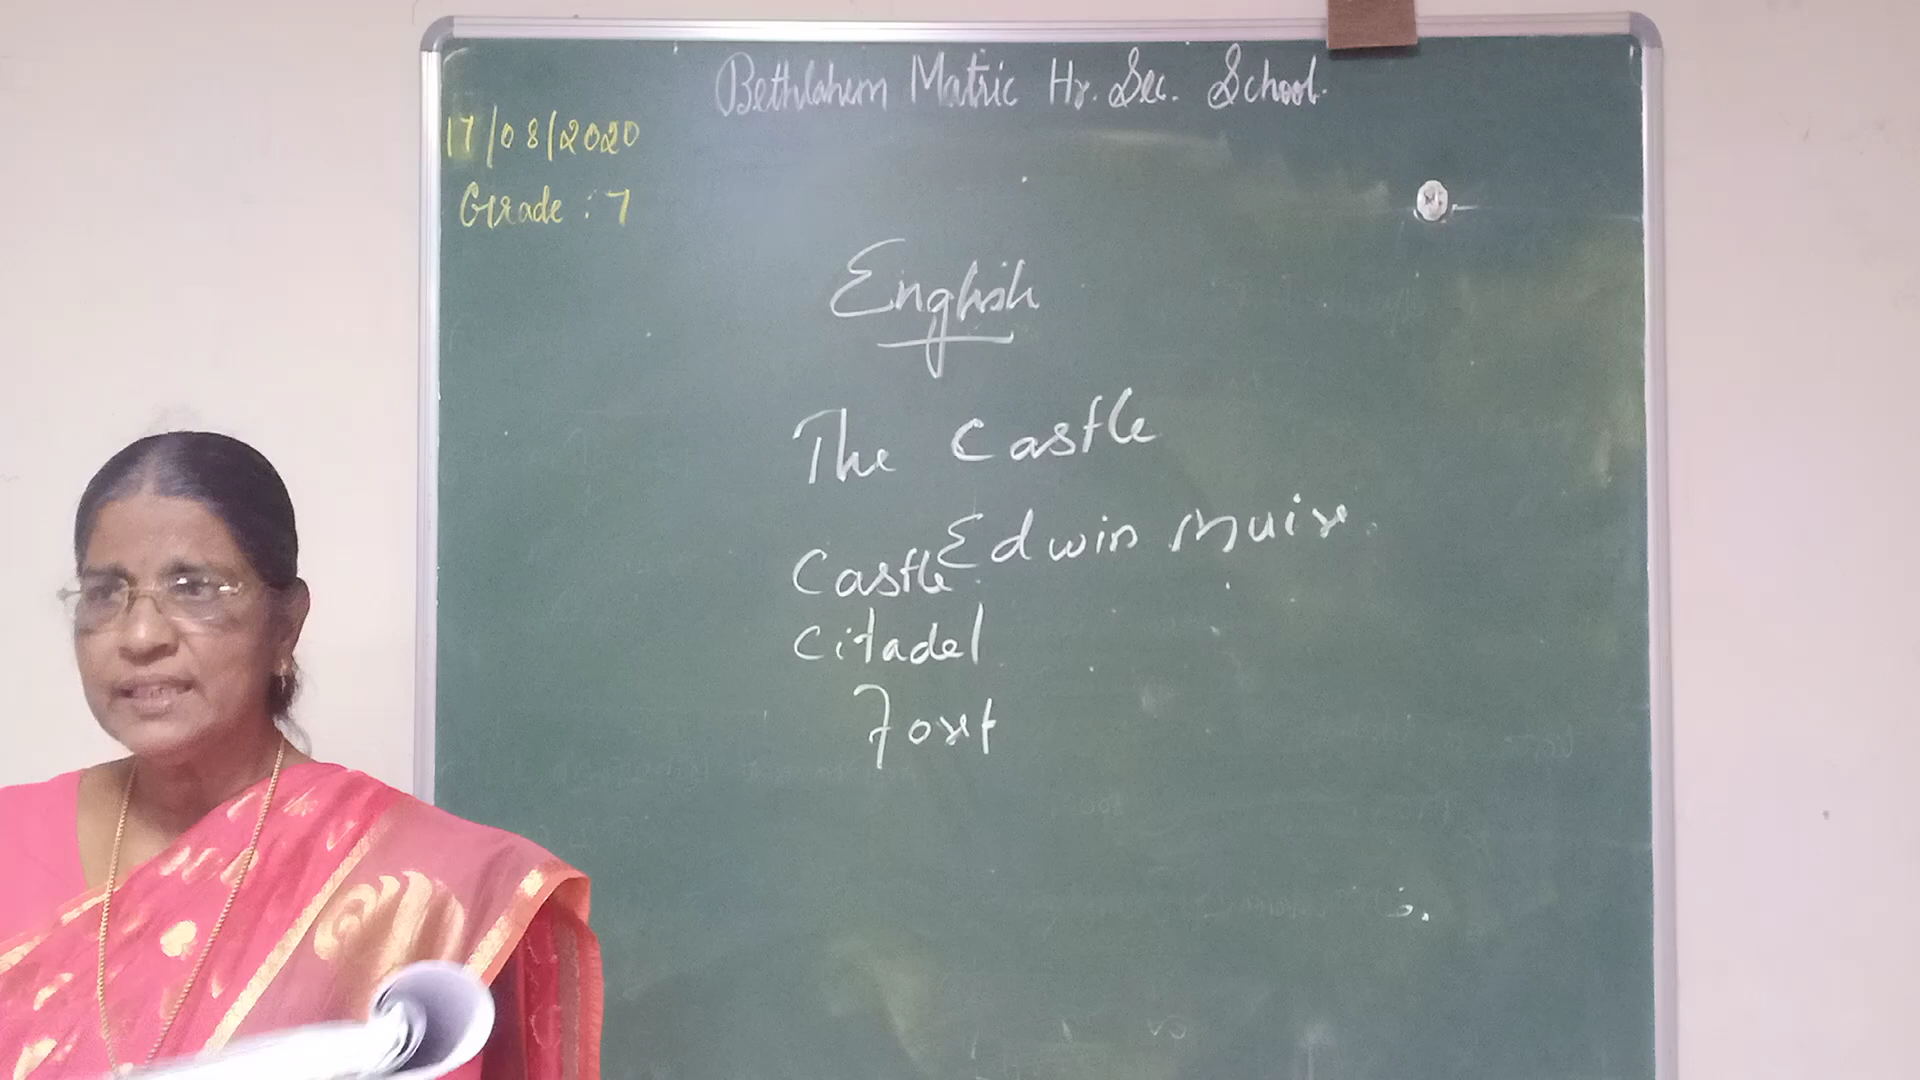 Bethlahem Matric Hr. Sec. School.
17/08/2020
Grade : 7
English
The Castle
Edwin Muir.
Castle
Citadel
Fort